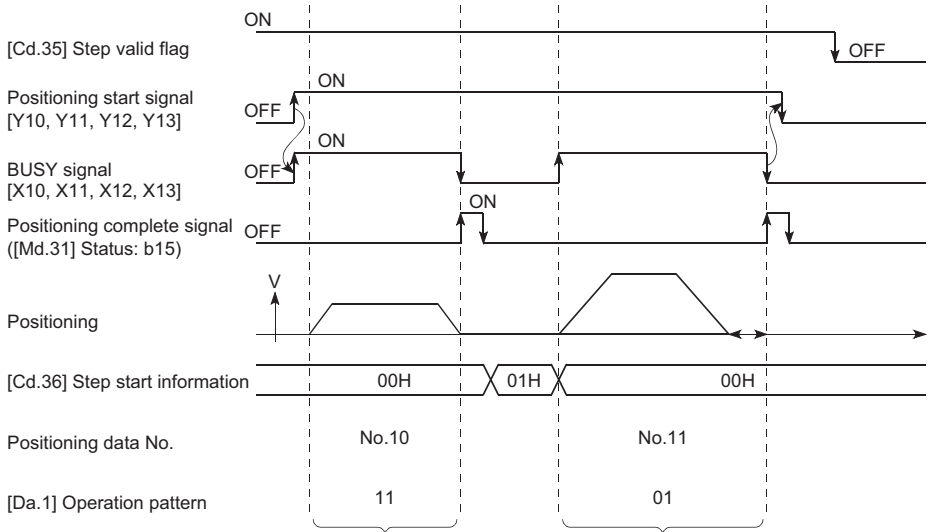 ON
[Cd.35] Step valid flag
OFF
Positioning start signal
[Y10, Y11, Y12, Y13]
ON
OFF
BUSY signal
[X10, X11, X12, X13]
ON
OFF
Positioning complete signal
([Md.31] Status: b15)
ON
OFF
V
Positioning
[Cd.36] Step start information
00H
01H
00H
Positioning data No.
No.10
No.11
[Da.1] Operation pattern
11
01